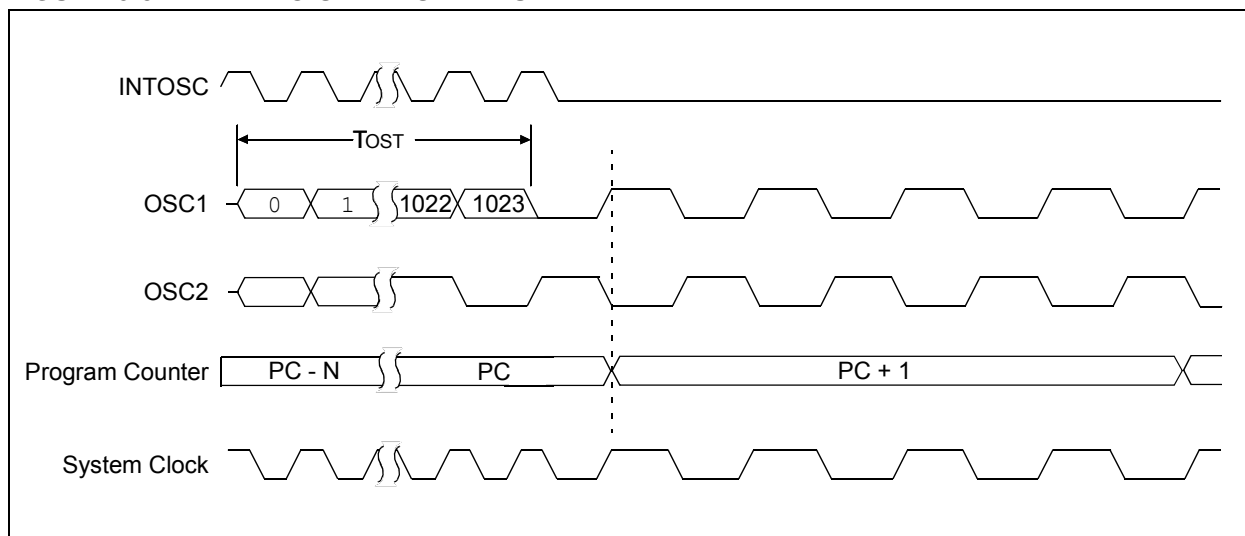 INTOSC
TOST
OSC1 0 1 1022 1023
OSC2
Program Counter PC - N PC PC + 1
System Clock